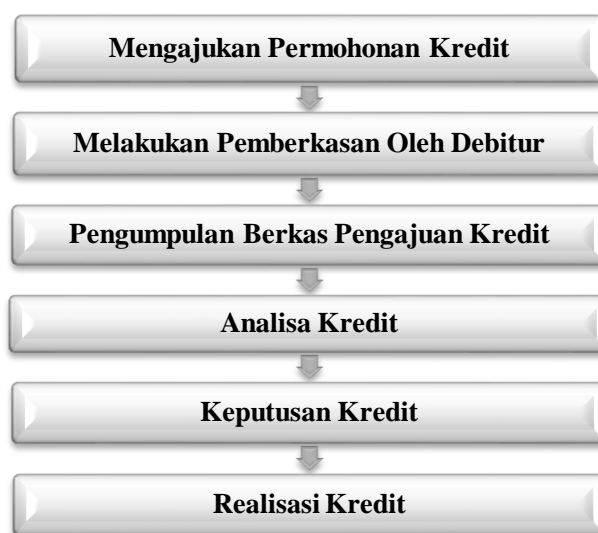 Mengajukan Permohonan Kredit
Melakukan Pemberkasan Oleh Debitur
Pengumpulan Berkas Pengajuan Kredit
Analisa Kredit
Keputusan Kredit
Realisasi Kredit